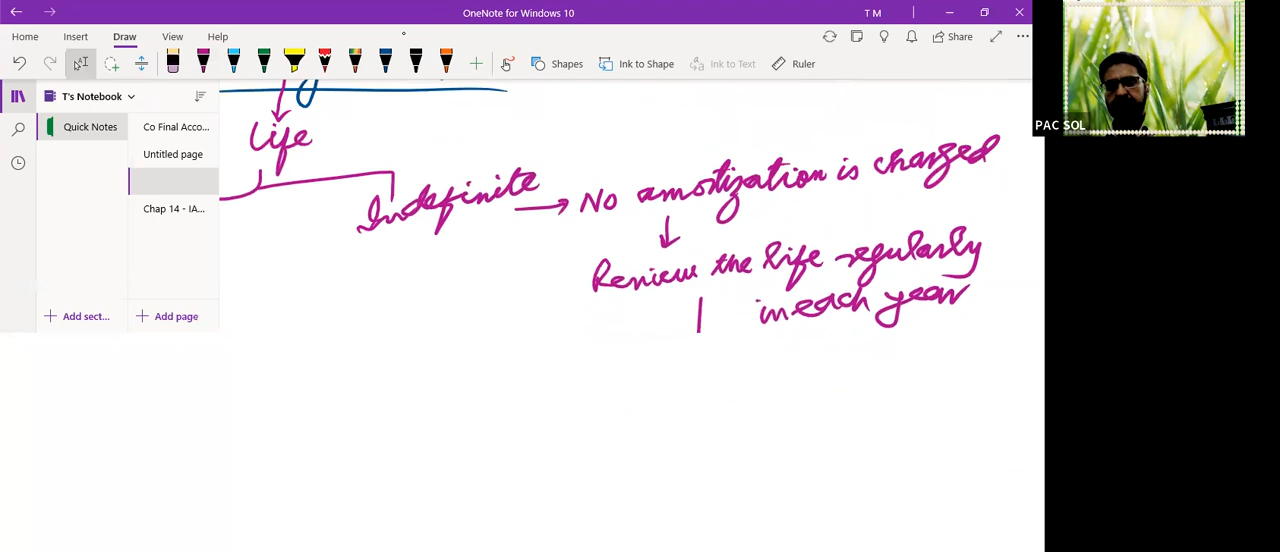 OneNote for Windows 10
T M
Home
Insert
Draw
View
Help
Share
Shapes
Ink to Shape
Ink to Text
Ruler
T's Notebook
Quick Notes
Co Final Acco...
Untitled page
Chap 14 - IA...
Add sect...
Add page
Life
Indefinite → No amortization is charged
Review the life regularly
in each year
PAC SOL